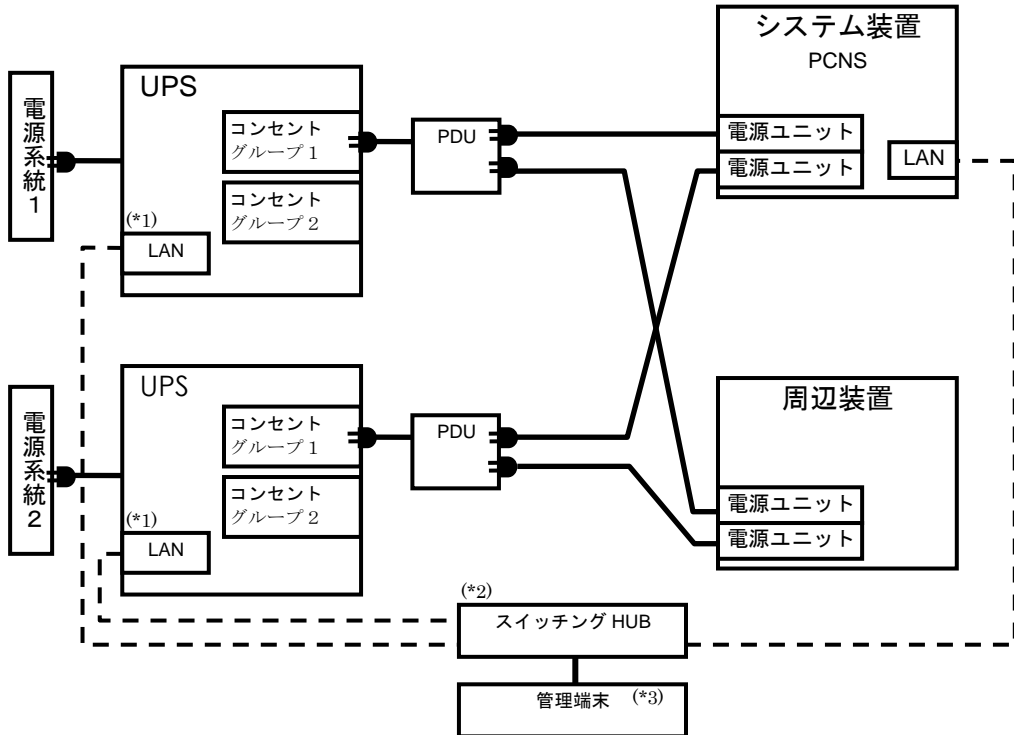 電源系統1
UPS
コンセント
グループ1
コンセント
グループ2
(*1)
LAN
PDU
システム装置
PCNS
電源ユニット
電源ユニット
LAN
電源系統2
UPS
コンセント
グループ1
コンセント
グループ2
(*1)
LAN
PDU
周辺装置
電源ユニット
電源ユニット
(*2)
スイッチング HUB
管理端末 (*3)